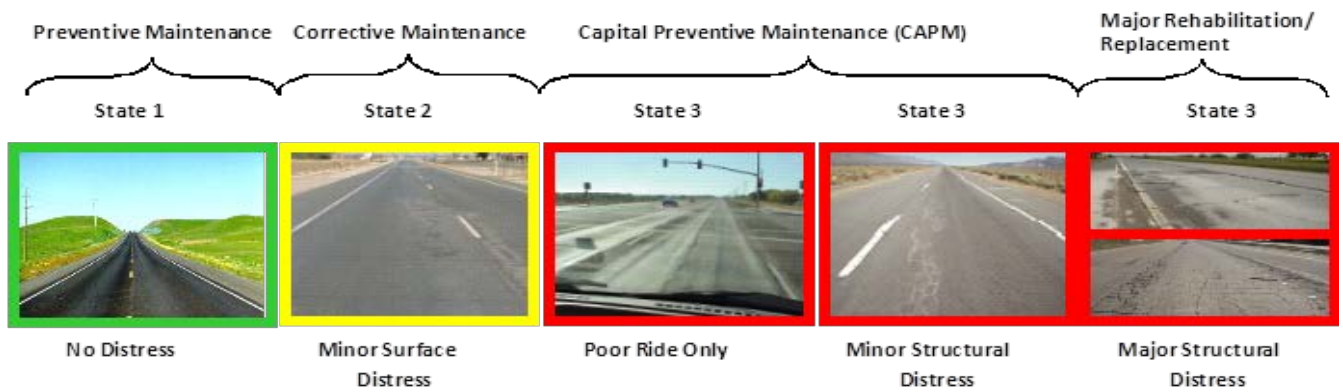 Preventive Maintenance
Corrective Maintenance
Capital Preventive Maintenance (CAPM)
Major Rehabilitation/
Replacement
State 1
State 2
State 3
State 3
State 3
No Distress
Minor Surface
Distress
Poor Ride Only
Minor Structural
Distress
Major Structural
Distress